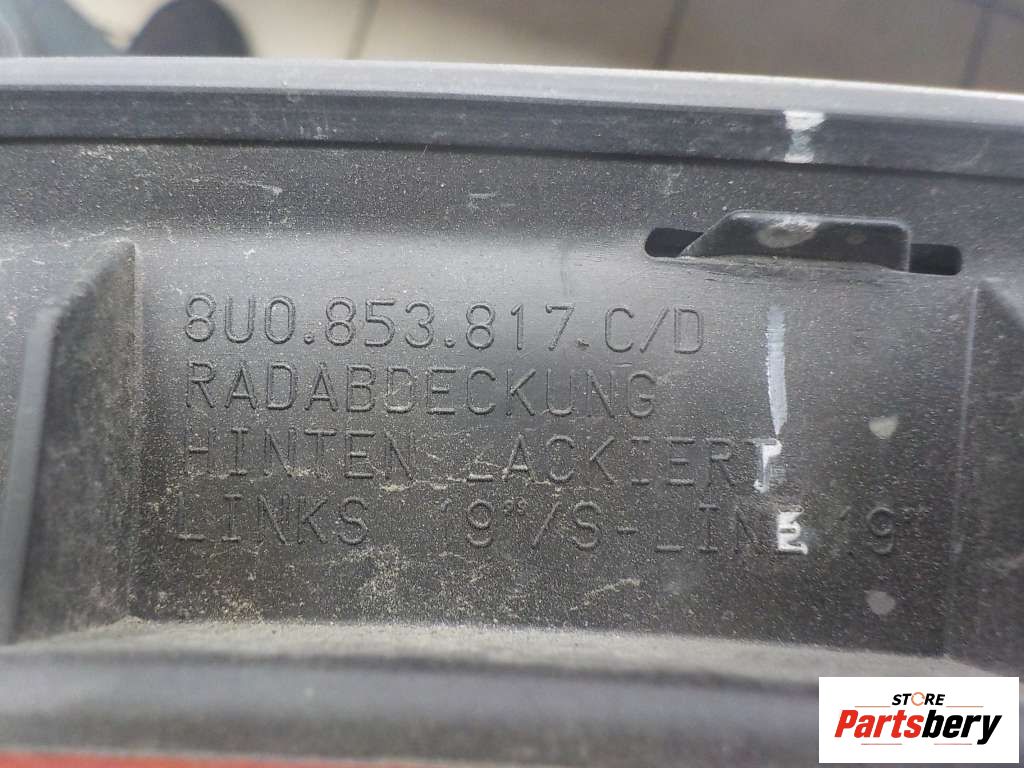 8U0.853.817.C/D
RADABDECKUNG
HINTEN LACKIERT
LINKS 19"/S-LINE 19"
STORE
Partsbery